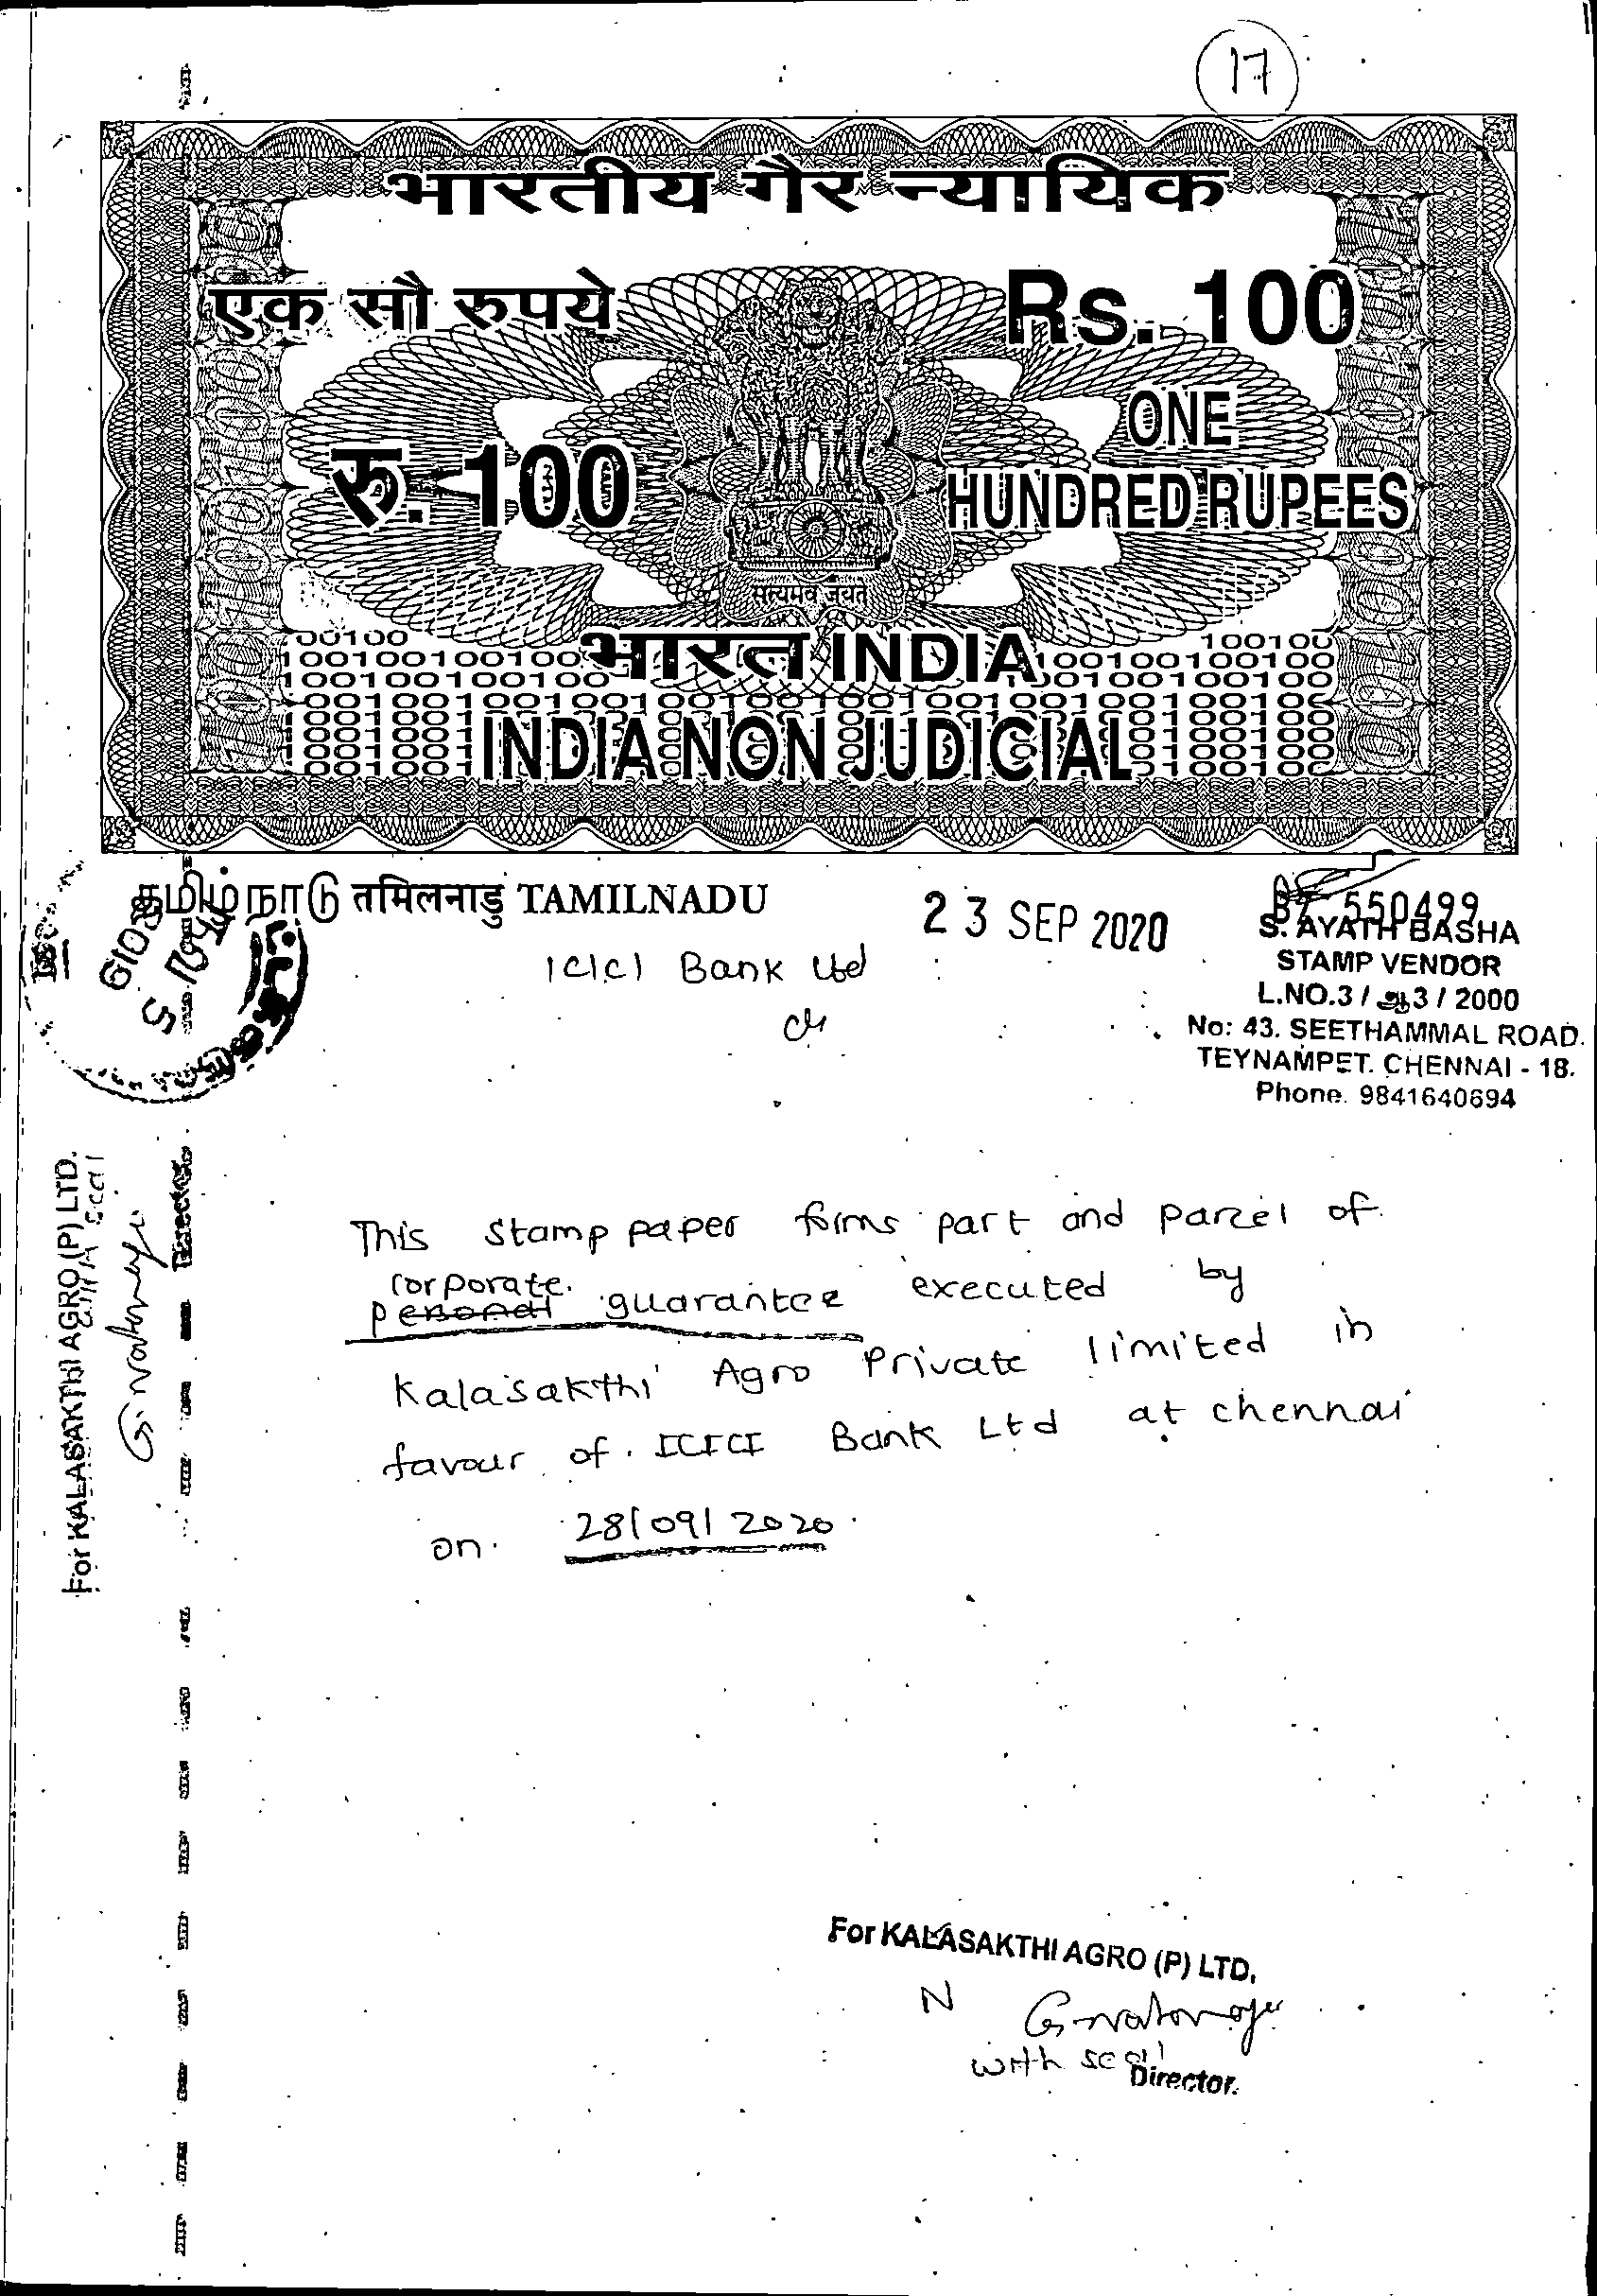 17
भारतीय गैर न्यायिक
एक सौ रुपये
Rs. 100
रु. 100
ONE
HUNDRED RUPEES
सत्यमेव जयते
भारत INDIA
INDIA NON JUDICIAL
தமிழ்நாடு तमिलनाडु TAMILNADU
23 SEP 2020
550499
S. AYATH BASHA
STAMP VENDOR
L.NO.3 / ஆ3 / 2000
No: 43. SEETHAMMAL ROAD.
TEYNAMPET. CHENNAI - 18.
Phone. 9841640694
ICICI Bank Ltd
For KALASAKTHI AGRO (P) LTD.
Director.
This Stamp paper forms part and parcel of
corporate
personal guarantee executed by
Kalasakthi Agro Private limited in
favour of ICICI Bank Ltd at chennai
on 28/09/2020
For KALASAKTHI AGRO (P) LTD,
N
with seal
Director.